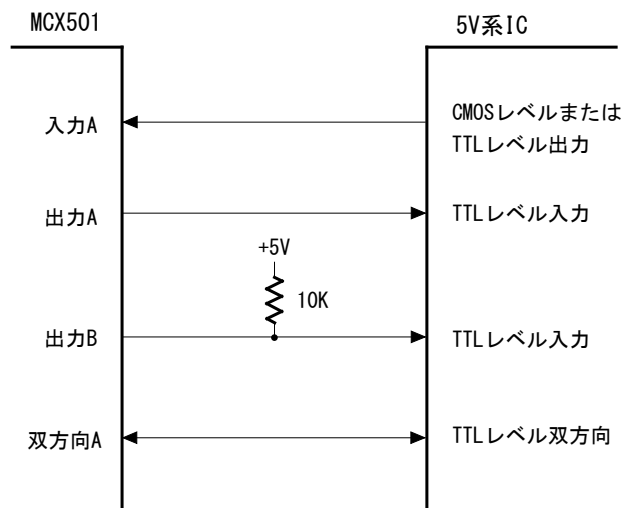 MCX501
5V系IC
入力A
CMOSレベルまたは
TTLレベル出力
出力A
TTLレベル入力
+5V
10K
出力B
TTLレベル入力
双方向A
TTLレベル双方向